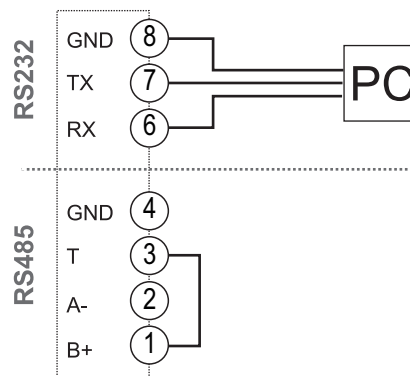 RS232
GND 8
TX 7
RX 6
PC
RS485
GND 4
T 3
A- 2
B+ 1